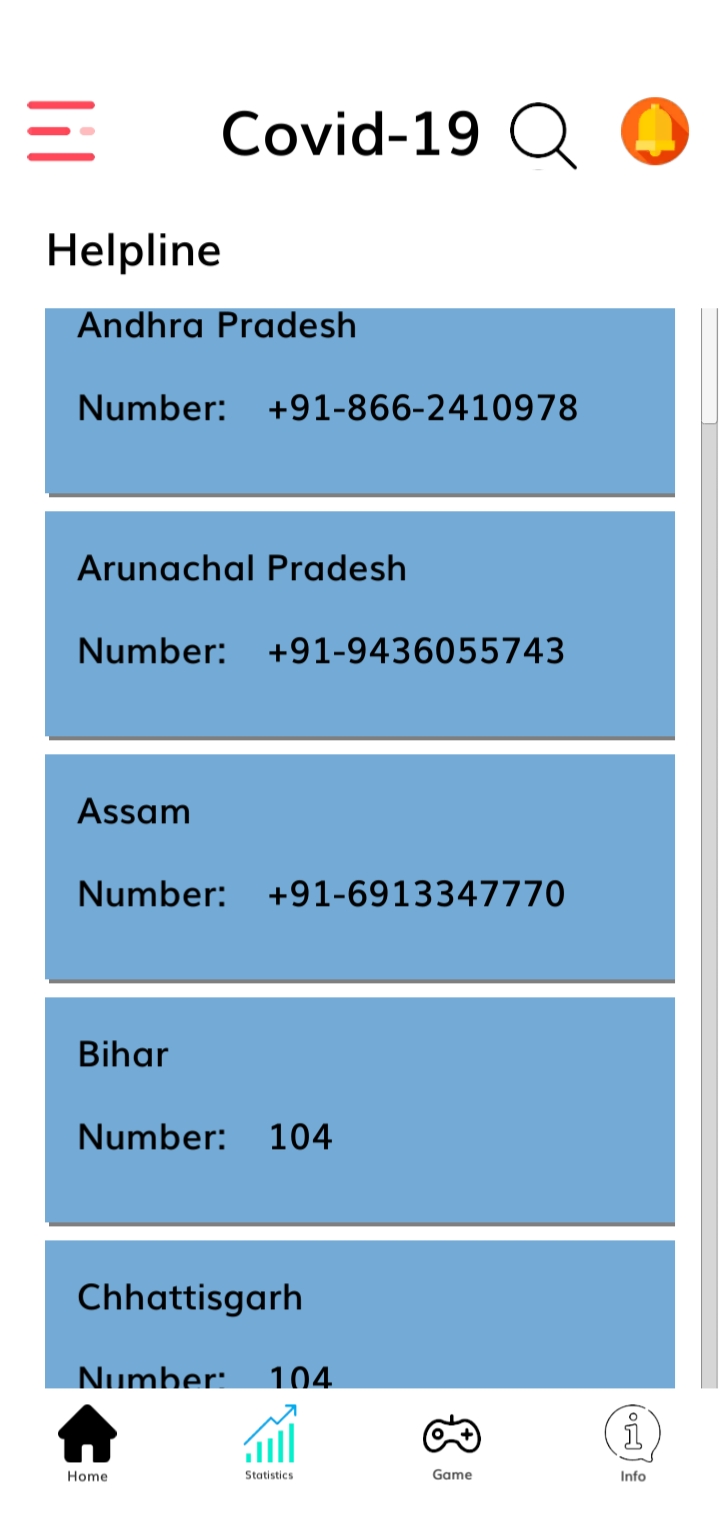 Covid-19
Helpline
Andhra Pradesh
Number: +91-866-2410978
Arunachal Pradesh
Number: +91-9436055743
Assam
Number: +91-6913347770
Bihar
Number: 104
Chhattisgarh
Number: 104
Home Statistics Game Info